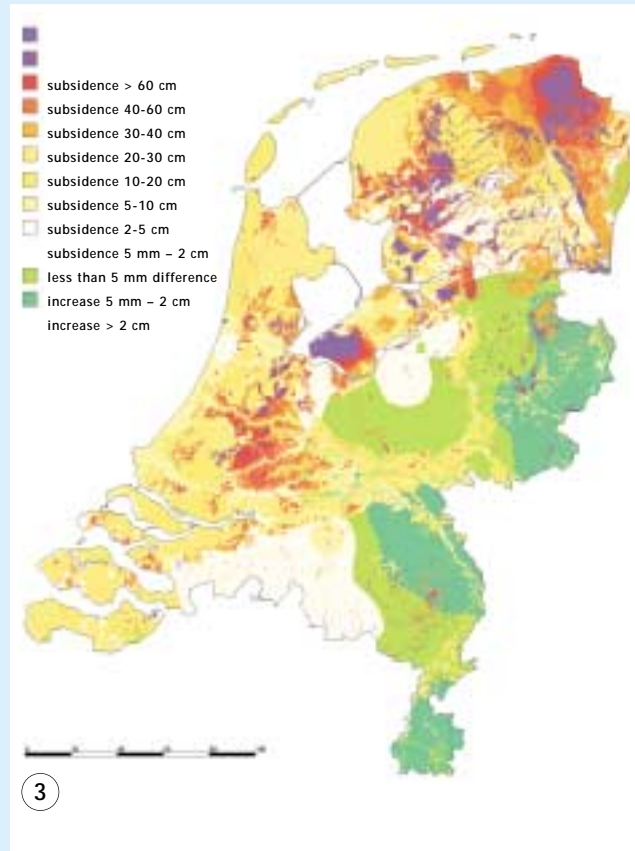 subsidence > 60 cm
subsidence 40-60 cm
subsidence 30-40 cm
subsidence 20-30 cm
subsidence 10-20 cm
subsidence 5-10 cm
subsidence 2-5 cm
subsidence 5 mm – 2 cm
less than 5 mm difference
increase 5 mm – 2 cm
increase > 2 cm
3